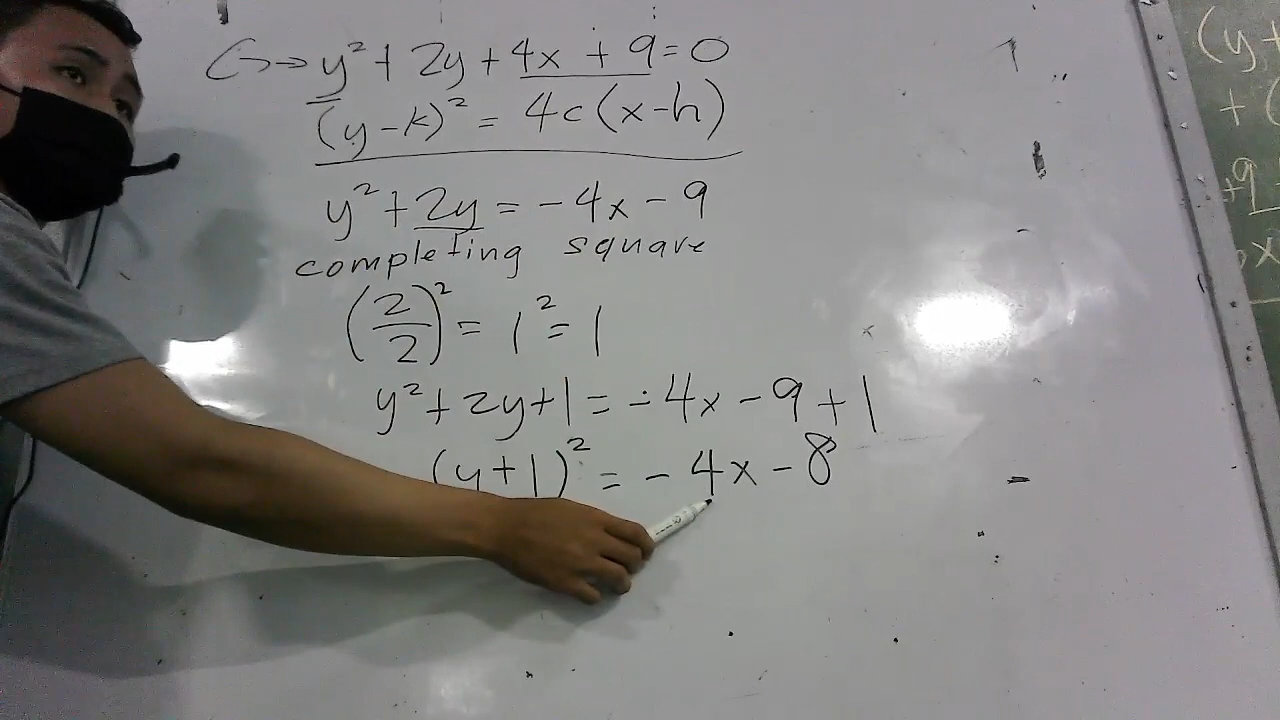 G→ y² + 2y + 4x + 9 = 0
(y-k)² = 4c(x-h)
y² + 2y = -4x - 9
completing square
(2/2)² = 1² = 1
y² + 2y + 1 = -4x - 9 + 1
(y+1)² = -4x - 8
(y+
+(
+9
x